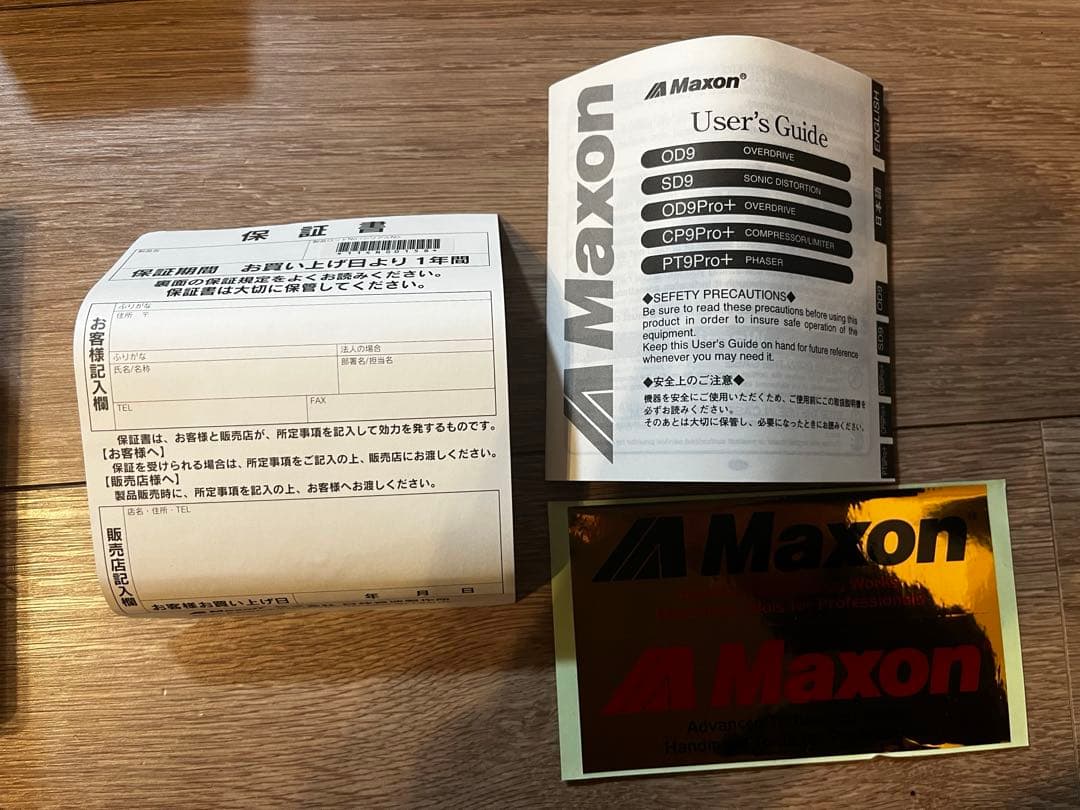 保証書
製品名
保証期間 お買い上げ日より1年間
裏面の保証規定をよくお読みください。
保証書は大切に保管してください。
お客様記入欄
ふりがな
住所 〒
ふりがな
氏名/名称
法人の場合
部署名/担当名
TEL
FAX
保証書は、お客様と販売店が、所定事項を記入して効力を発するものです。
【お客様へ】
保証を受けられる場合は、所定事項をご記入の上、販売店にお渡しください。
【販売店様へ】
製品販売時に、所定事項を記入の上、お客様へお渡しください。
販売店記入欄
店名・住所・TEL
お客様お買い上げ日 年 月 日
Maxon
Maxon®
User's Guide
OD9 OVERDRIVE
SD9 SONIC DISTORTION
OD9Pro+ OVERDRIVE
CP9Pro+ COMPRESSOR/LIMITER
PT9Pro+ PHASER
◆SAFETY PRECAUTIONS◆
Be sure to read these precautions before using this
product in order to insure safe operation of the
equipment.
Keep this User's Guide on hand for future reference
whenever you may need it.
◆安全上のご注意◆
機器を安全にご使用いただくため、ご使用前にこの取扱説明書を
必ずお読みください。
そのあとは大切に保管し、必要になったときにお読みください。
ENGLISH
日本語
OD9
SD9
OD9Pro+
CP9Pro+
PT9Pro+
Maxon
Works
for Professionals
Maxon
Advanced